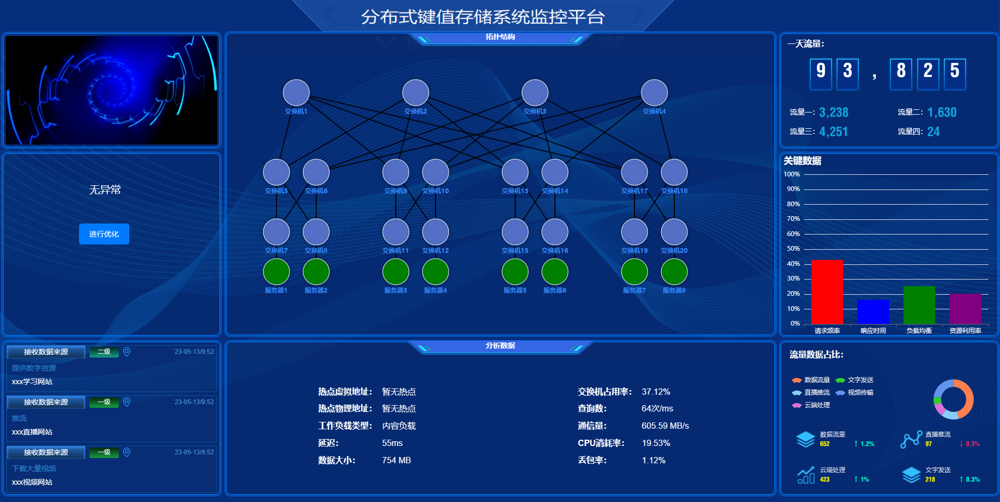 分布式键值存储系统监控平台
拓扑结构
交换机1 交换机2 交换机3 交换机4
交换机5 交换机6 交换机9 交换机10 交换机13 交换机14 交换机17 交换机18
交换机7 交换机8 交换机11 交换机12 交换机15 交换机16 交换机19 交换机20
服务器1 服务器2 服务器3 服务器4 服务器5 服务器6 服务器7 服务器8
无异常
进行优化
接收数据来源 二级 23-05-13/9:52
提供教学资源
xxx学习网站
接收数据来源 一级 23-05-13/9:52
推流
xxx直播网站
接收数据来源 一级 23-05-13/9:52
下载大量视频
xxx视频网站
分析数据
热点虚拟地址： 暂无热点
热点物理地址： 暂无热点
工作负载类型： 内容负载
延迟： 55ms
数据大小： 754 MB
交换机占用率： 37.12%
查询数： 64次/ms
通信量： 605.59 MB/s
CPU消耗率： 19.53%
丢包率： 1.12%
一天流量：
93,825
流量一：3,238 流量二：1,630
流量三：4,251 流量四：24
关键数据
100%
90%
80%
70%
60%
50%
40%
30%
20%
10%
0%
请求频率 响应时间 负载均衡 资源利用率
流量数据占比：
数据流量 文字发送
直播推流 视频传输
云端处理
数据流量
652 ↑ 1.2%
直播推流
97 ↓ 0.3%
云端处理
423 ↑ 1%
文字发送
218 ↑ 0.3%